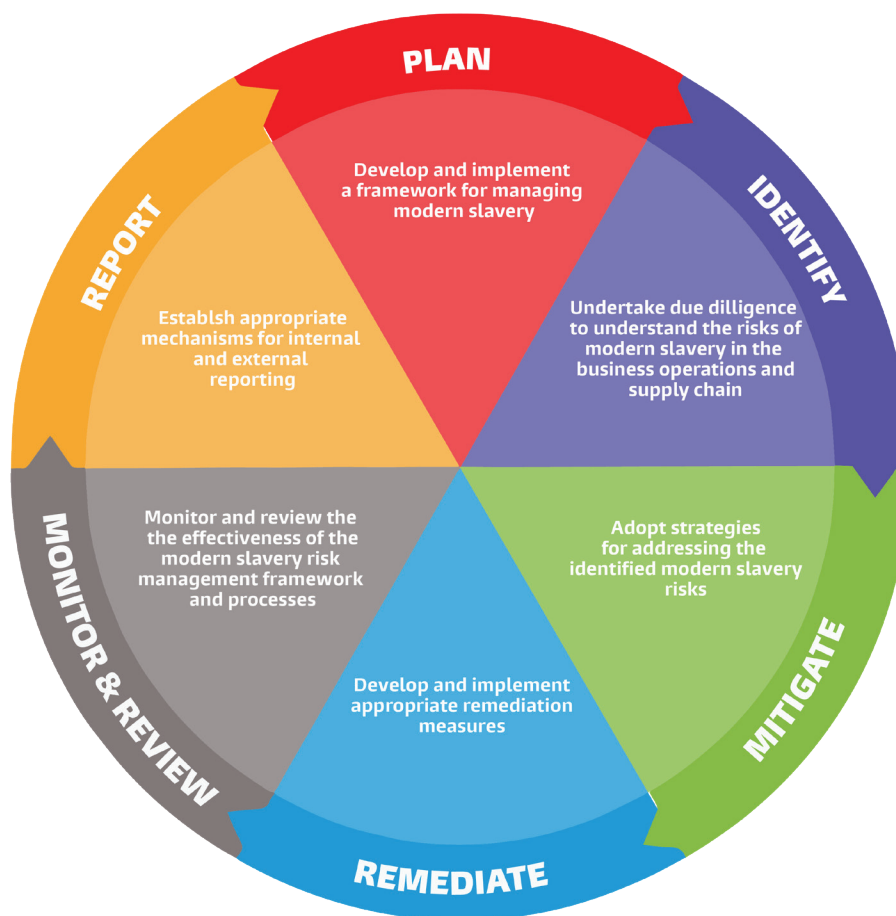 PLAN
Develop and implement
a framework for managing
modern slavery
IDENTIFY
Undertake due dilligence
to understand the risks of
modern slavery in the
business operations and
supply chain
MITIGATE
Adopt strategies
for addressing the
identified modern slavery
risks
REMEDIATE
Develop and implement
appropriate remediation
measures
MONITOR & REVIEW
Monitor and review the
the effectiveness of the
modern slavery risk
management framework
and processes
REPORT
Establsh appropriate
mechanisms for internal
and external
reporting